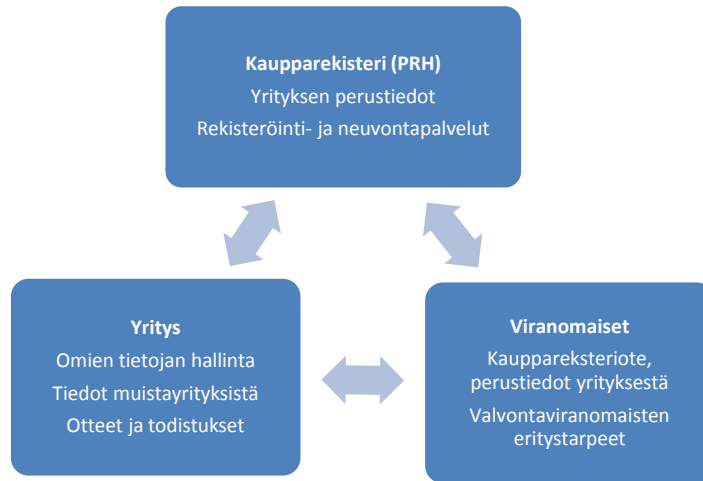 Kaupparekisteri (PRH)
Yrityksen perustiedot
Rekisteröinti- ja neuvontapalvelut
Yritys
Omien tietojan hallinta
Tiedot muistayrityksistä
Otteet ja todistukset
Viranomaiset
Kauppareksteriote,
perustiedot yrityksestä
Valvontaviranomaisten
eritystarpeet